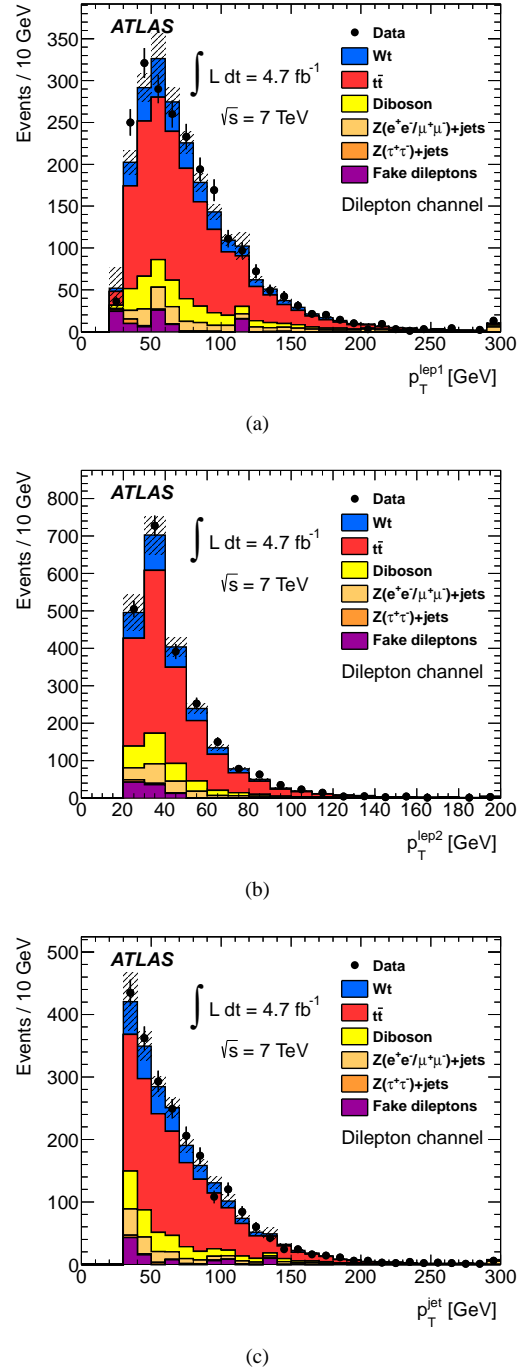 Events / 10 GeV
350
300
250
200
150
100
50
0
ATLAS
∫ L dt = 4.7 fb⁻¹
√s = 7 TeV
Data
Wt
tt̄
Diboson
Z(e⁺e⁻/μ⁺μ⁻)+jets
Z(τ⁺τ⁻)+jets
Fake dileptons
Dilepton channel
0 50 100 150 200 250 300
p_T^lep1 [GeV]
(a)
Events / 10 GeV
800
700
600
500
400
300
200
100
0
ATLAS
∫ L dt = 4.7 fb⁻¹
√s = 7 TeV
Data
Wt
tt̄
Diboson
Z(e⁺e⁻/μ⁺μ⁻)+jets
Z(τ⁺τ⁻)+jets
Fake dileptons
Dilepton channel
0 20 40 60 80 100 120 140 160 180 200
p_T^lep2 [GeV]
(b)
Events / 10 GeV
500
400
300
200
100
0
ATLAS
∫ L dt = 4.7 fb⁻¹
√s = 7 TeV
Data
Wt
tt̄
Diboson
Z(e⁺e⁻/μ⁺μ⁻)+jets
Z(τ⁺τ⁻)+jets
Fake dileptons
Dilepton channel
0 50 100 150 200 250 300
p_T^jet [GeV]
(c)